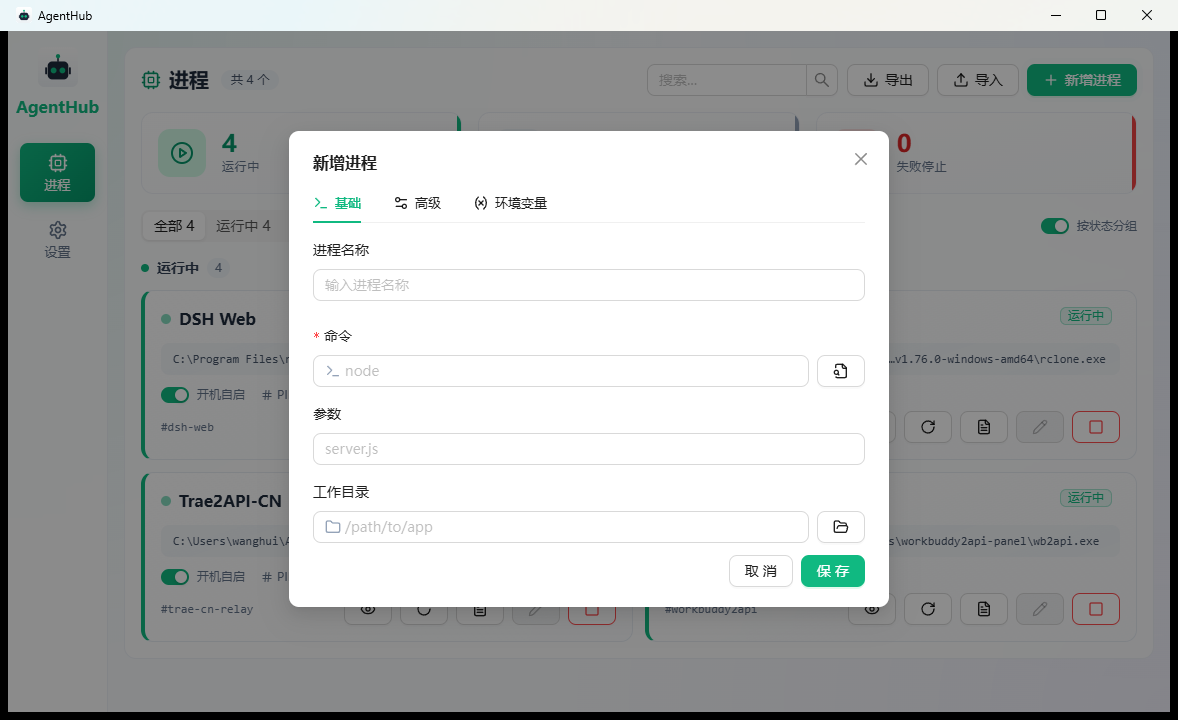 AgentHub
AgentHub
进程
设置
进程 共 4 个
搜索...
导出
导入
新增进程
4
运行中
0
失败停止
全部 4 运行中 4
按状态分组
运行中 4
DSH Web
C:\Program Files\
开机自启 # PI
#dsh-web
运行中
…v1.76.0-windows-amd64\rclone.exe
Trae2API-CN
C:\Users\wanghui\
开机自启 # PI
#trae-cn-relay
运行中
\workbuddy2api-panel\wb2api.exe
#workbuddy2api
新增进程
基础 高级 环境变量
进程名称
输入进程名称
* 命令
node
参数
server.js
工作目录
/path/to/app
取 消 保 存